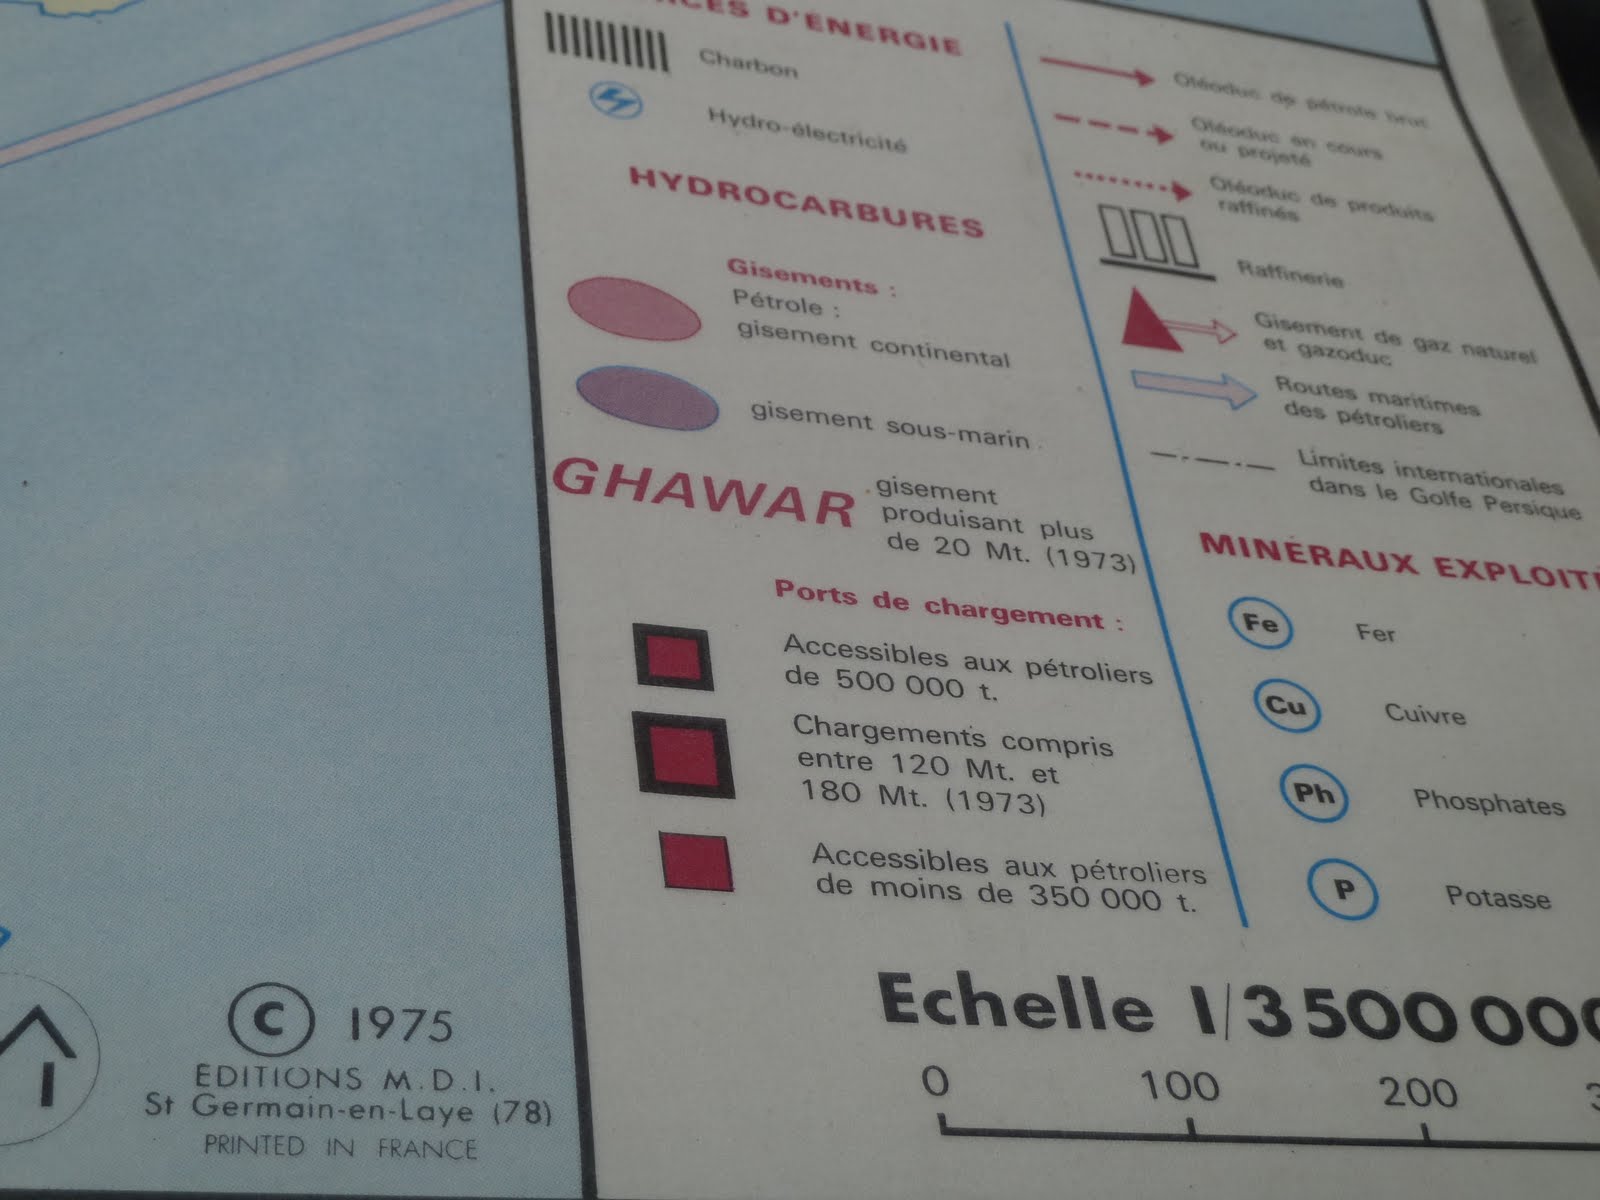 D'ÉNERGIE
Charbon
Hydro-électricité
HYDROCARBURES
Gisements :
Pétrole :
gisement continental
gisement sous-marin
GHAWAR
gisement
produisant plus
de 20 Mt. (1973)
Ports de chargement :
Accessibles aux pétroliers
de 500 000 t.
Chargements compris
entre 120 Mt. et
180 Mt. (1973)
Accessibles aux pétroliers
de moins de 350 000 t.
Oléoduc de pétrole brut
Oléoduc en cours
ou projeté
Oléoduc de produits
raffinés
Raffinerie
Gisement de gaz naturel
et gazoduc
Routes maritimes
des pétroliers
Limites internationales
dans le Golfe Persique
MINÉRAUX
Fe Fer
Cu Cuivre
Ph Phosphates
P Potasse
Echelle 1/3 500 000
0 100 200
© 1975
EDITIONS M.D.I.
St Germain-en-Laye (78)
PRINTED IN FRANCE